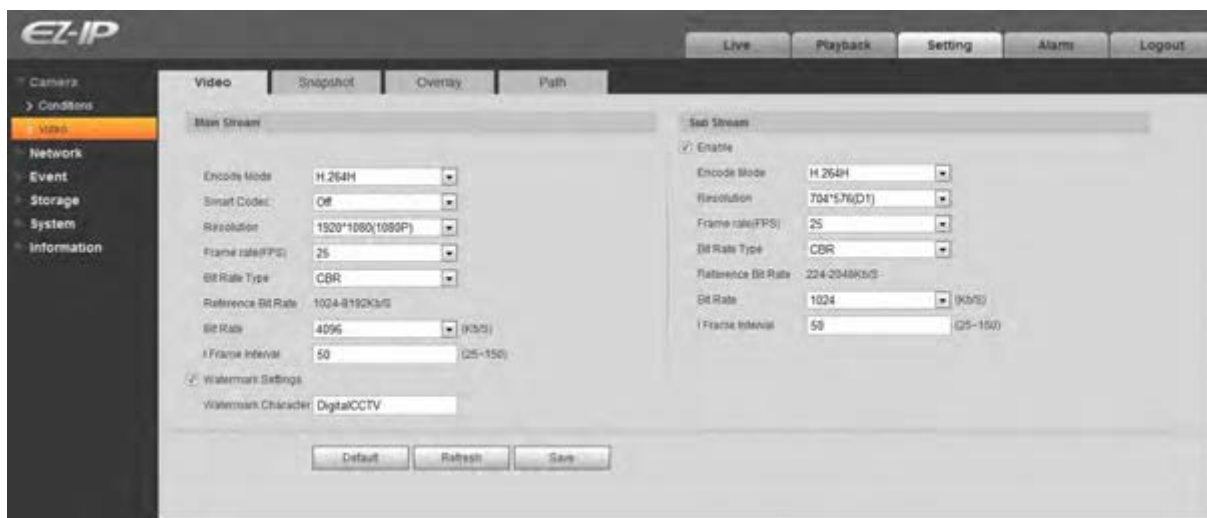 EZ-IP
Live
Playback
Setting
Alarm
Logout
Camera
Conditions
Video
Network
Event
Storage
System
Information
Video
Snapshot
Overlay
Path
Main Stream
Encode Mode H.264H
Smart Codec Off
Resolution 1920*1080(1080P)
Frame rate(FPS) 25
Bit Rate Type CBR
Reference Bit Rate 1024-8192Kb/S
Bit Rate 4096 (Kb/S)
I Frame Interval 50 (25~150)
Watermark Settings
Watermark Character DigitalCCTV
Sub Stream
Enable
Encode Mode H.264H
Resolution 704*576(D1)
Frame rate(FPS) 25
Bit Rate Type CBR
Reference Bit Rate 224-2048Kb/S
Bit Rate 1024 (Kb/S)
I Frame Interval 50 (25~150)
Default
Refresh
Save